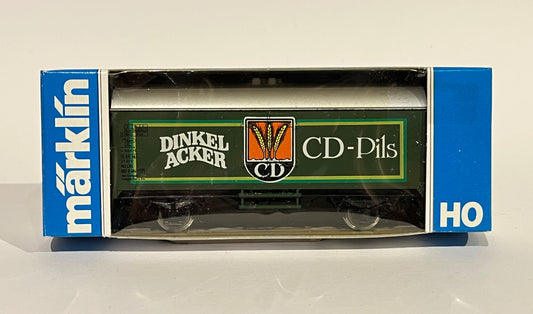 märklin
DINKEL
ACKER
CD
CD-Pils
HO